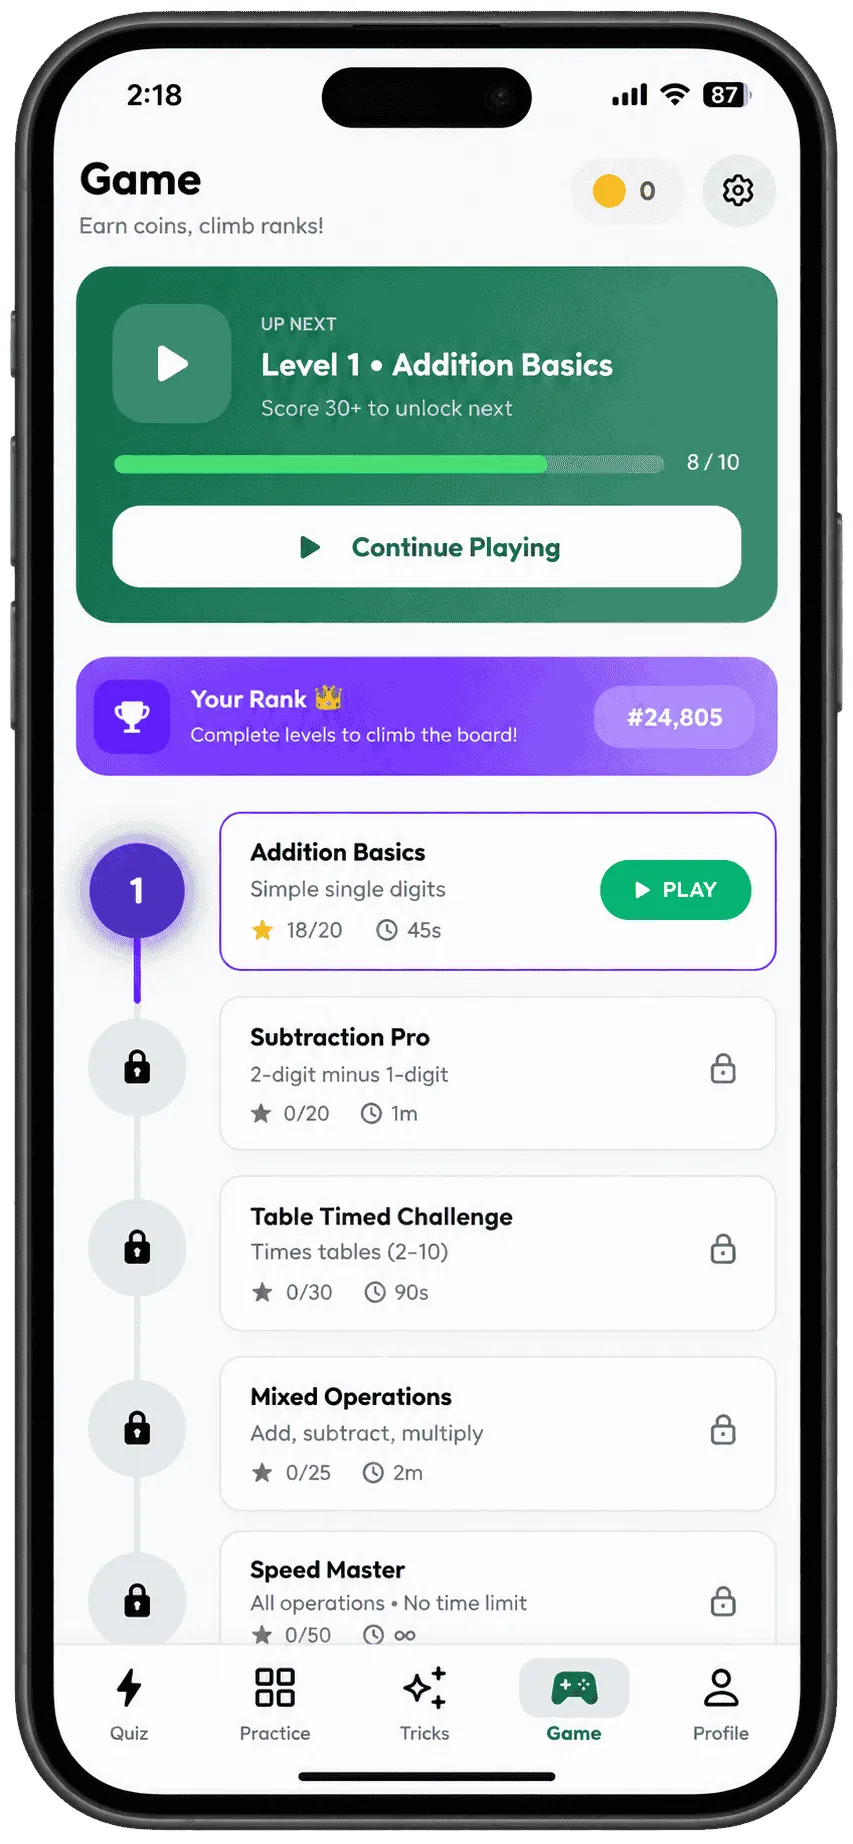 2:18
87
Game
Earn coins, climb ranks!
0
UP NEXT
Level 1 • Addition Basics
Score 30+ to unlock next
8 / 10
Continue Playing
Your Rank 👑
Complete levels to climb the board!
#24,805
1
Addition Basics
Simple single digits
18/20 45s
PLAY
Subtraction Pro
2-digit minus 1-digit
0/20 1m
Table Timed Challenge
Times tables (2-10)
0/30 90s
Mixed Operations
Add, subtract, multiply
0/25 2m
Speed Master
All operations • No time limit
0/50 ∞
Quiz
Practice
Tricks
Game
Profile